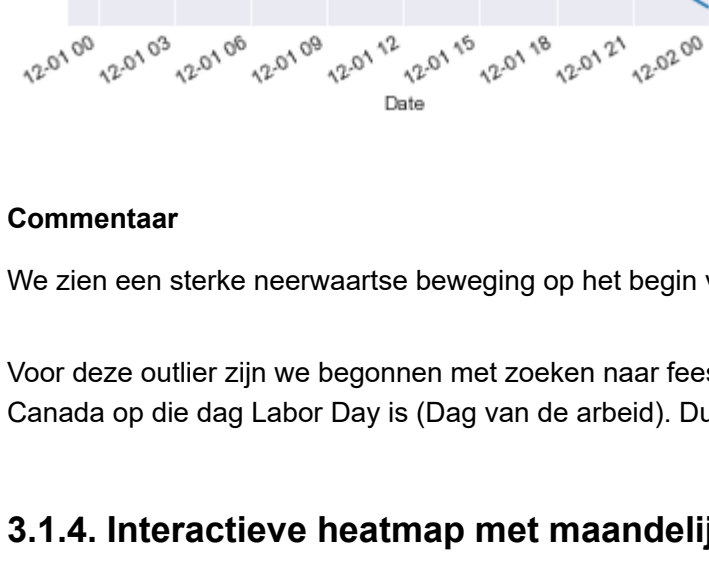 12-01 00 12-01 03 12-01 06 12-01 09 12-01 12 12-01 15 12-01 18 12-01 21 12-02 00
Date
Commentaar
We zien een sterke neerwaartse beweging op het begin
Voor deze outlier zijn we begonnen met zoeken naar fees
Canada op die dag Labor Day is (Dag van de arbeid). Du
3.1.4. Interactieve heatmap met maandelij